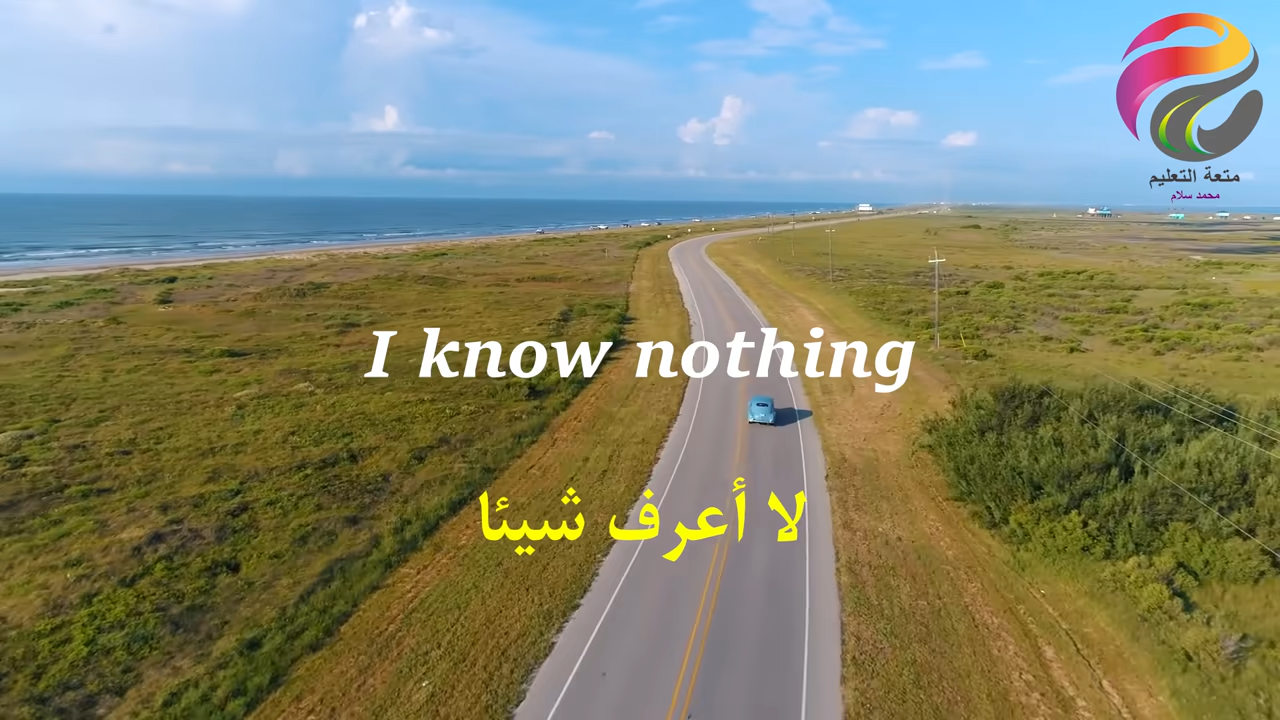 متعة التعليم
محمد سلام
I know nothing
لا أعرف شيئا